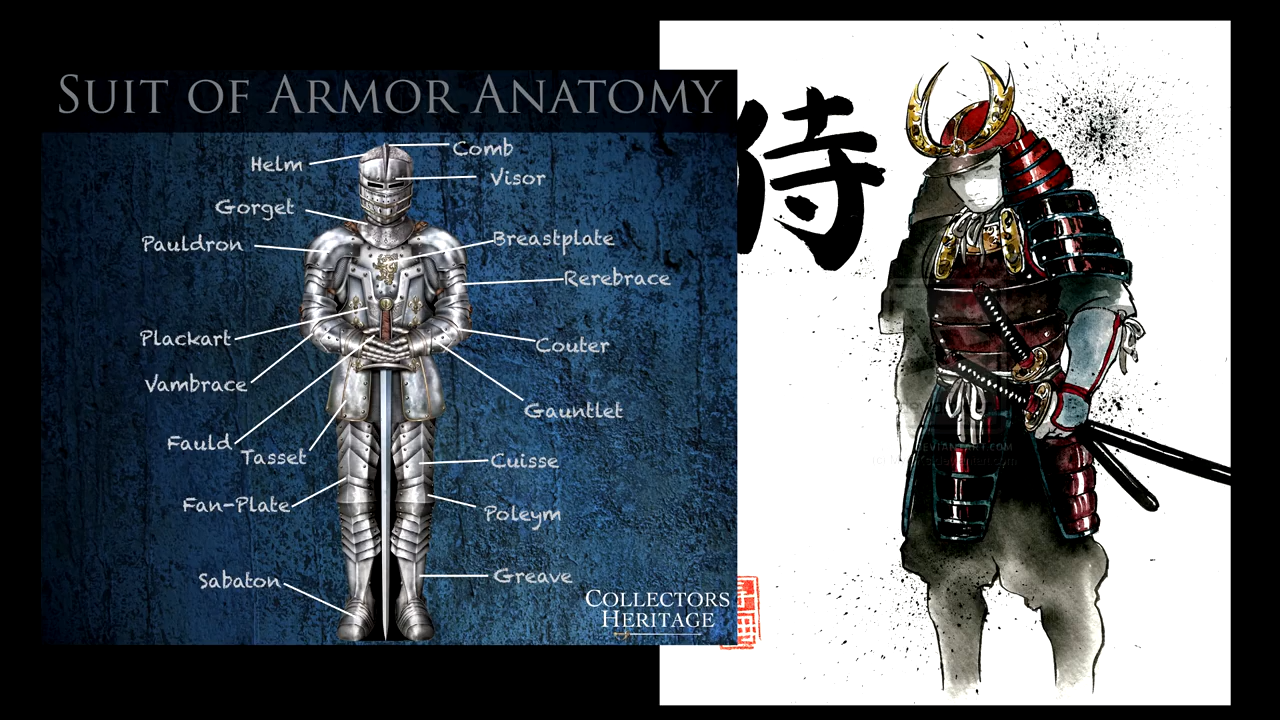 SUIT OF ARMOR ANATOMY
Helm
Comb
Visor
Gorget
Pauldron
Breastplate
Rerebrace
Plackart
Couter
Vambrace
Gauntlet
Fauld
Tasset
Cuisse
Fan-Plate
Poleym
Sabaton
Greave
COLLECTORS
HERITAGE
侍